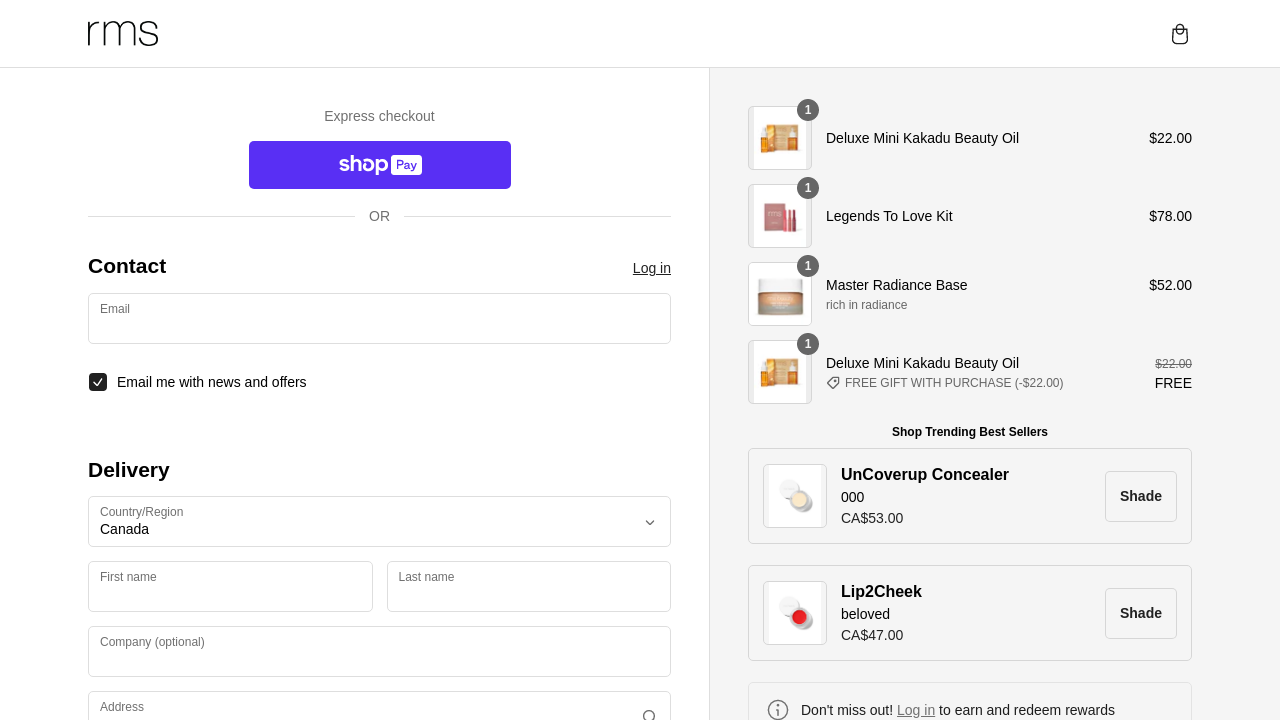 rms
Express checkout
shop Pay
OR
Contact
Log in
Email
Email me with news and offers
Delivery
Country/Region
Canada
First name
Last name
Company (optional)
Address
1
Deluxe Mini Kakadu Beauty Oil
$22.00
1
rms
Legends To Love Kit
$78.00
1
Master Radiance Base
$52.00
rich in radiance
1
Deluxe Mini Kakadu Beauty Oil
$22.00
FREE GIFT WITH PURCHASE (-$22.00)
FREE
Shop Trending Best Sellers
UnCoverup Concealer
000
CA$53.00
Shade
Lip2Cheek
beloved
CA$47.00
Shade
Don't miss out! Log in to earn and redeem rewards